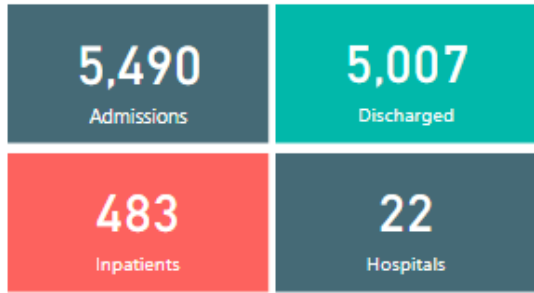 5,490
Admissions
5,007
Discharged
483
Inpatients
22
Hospitals